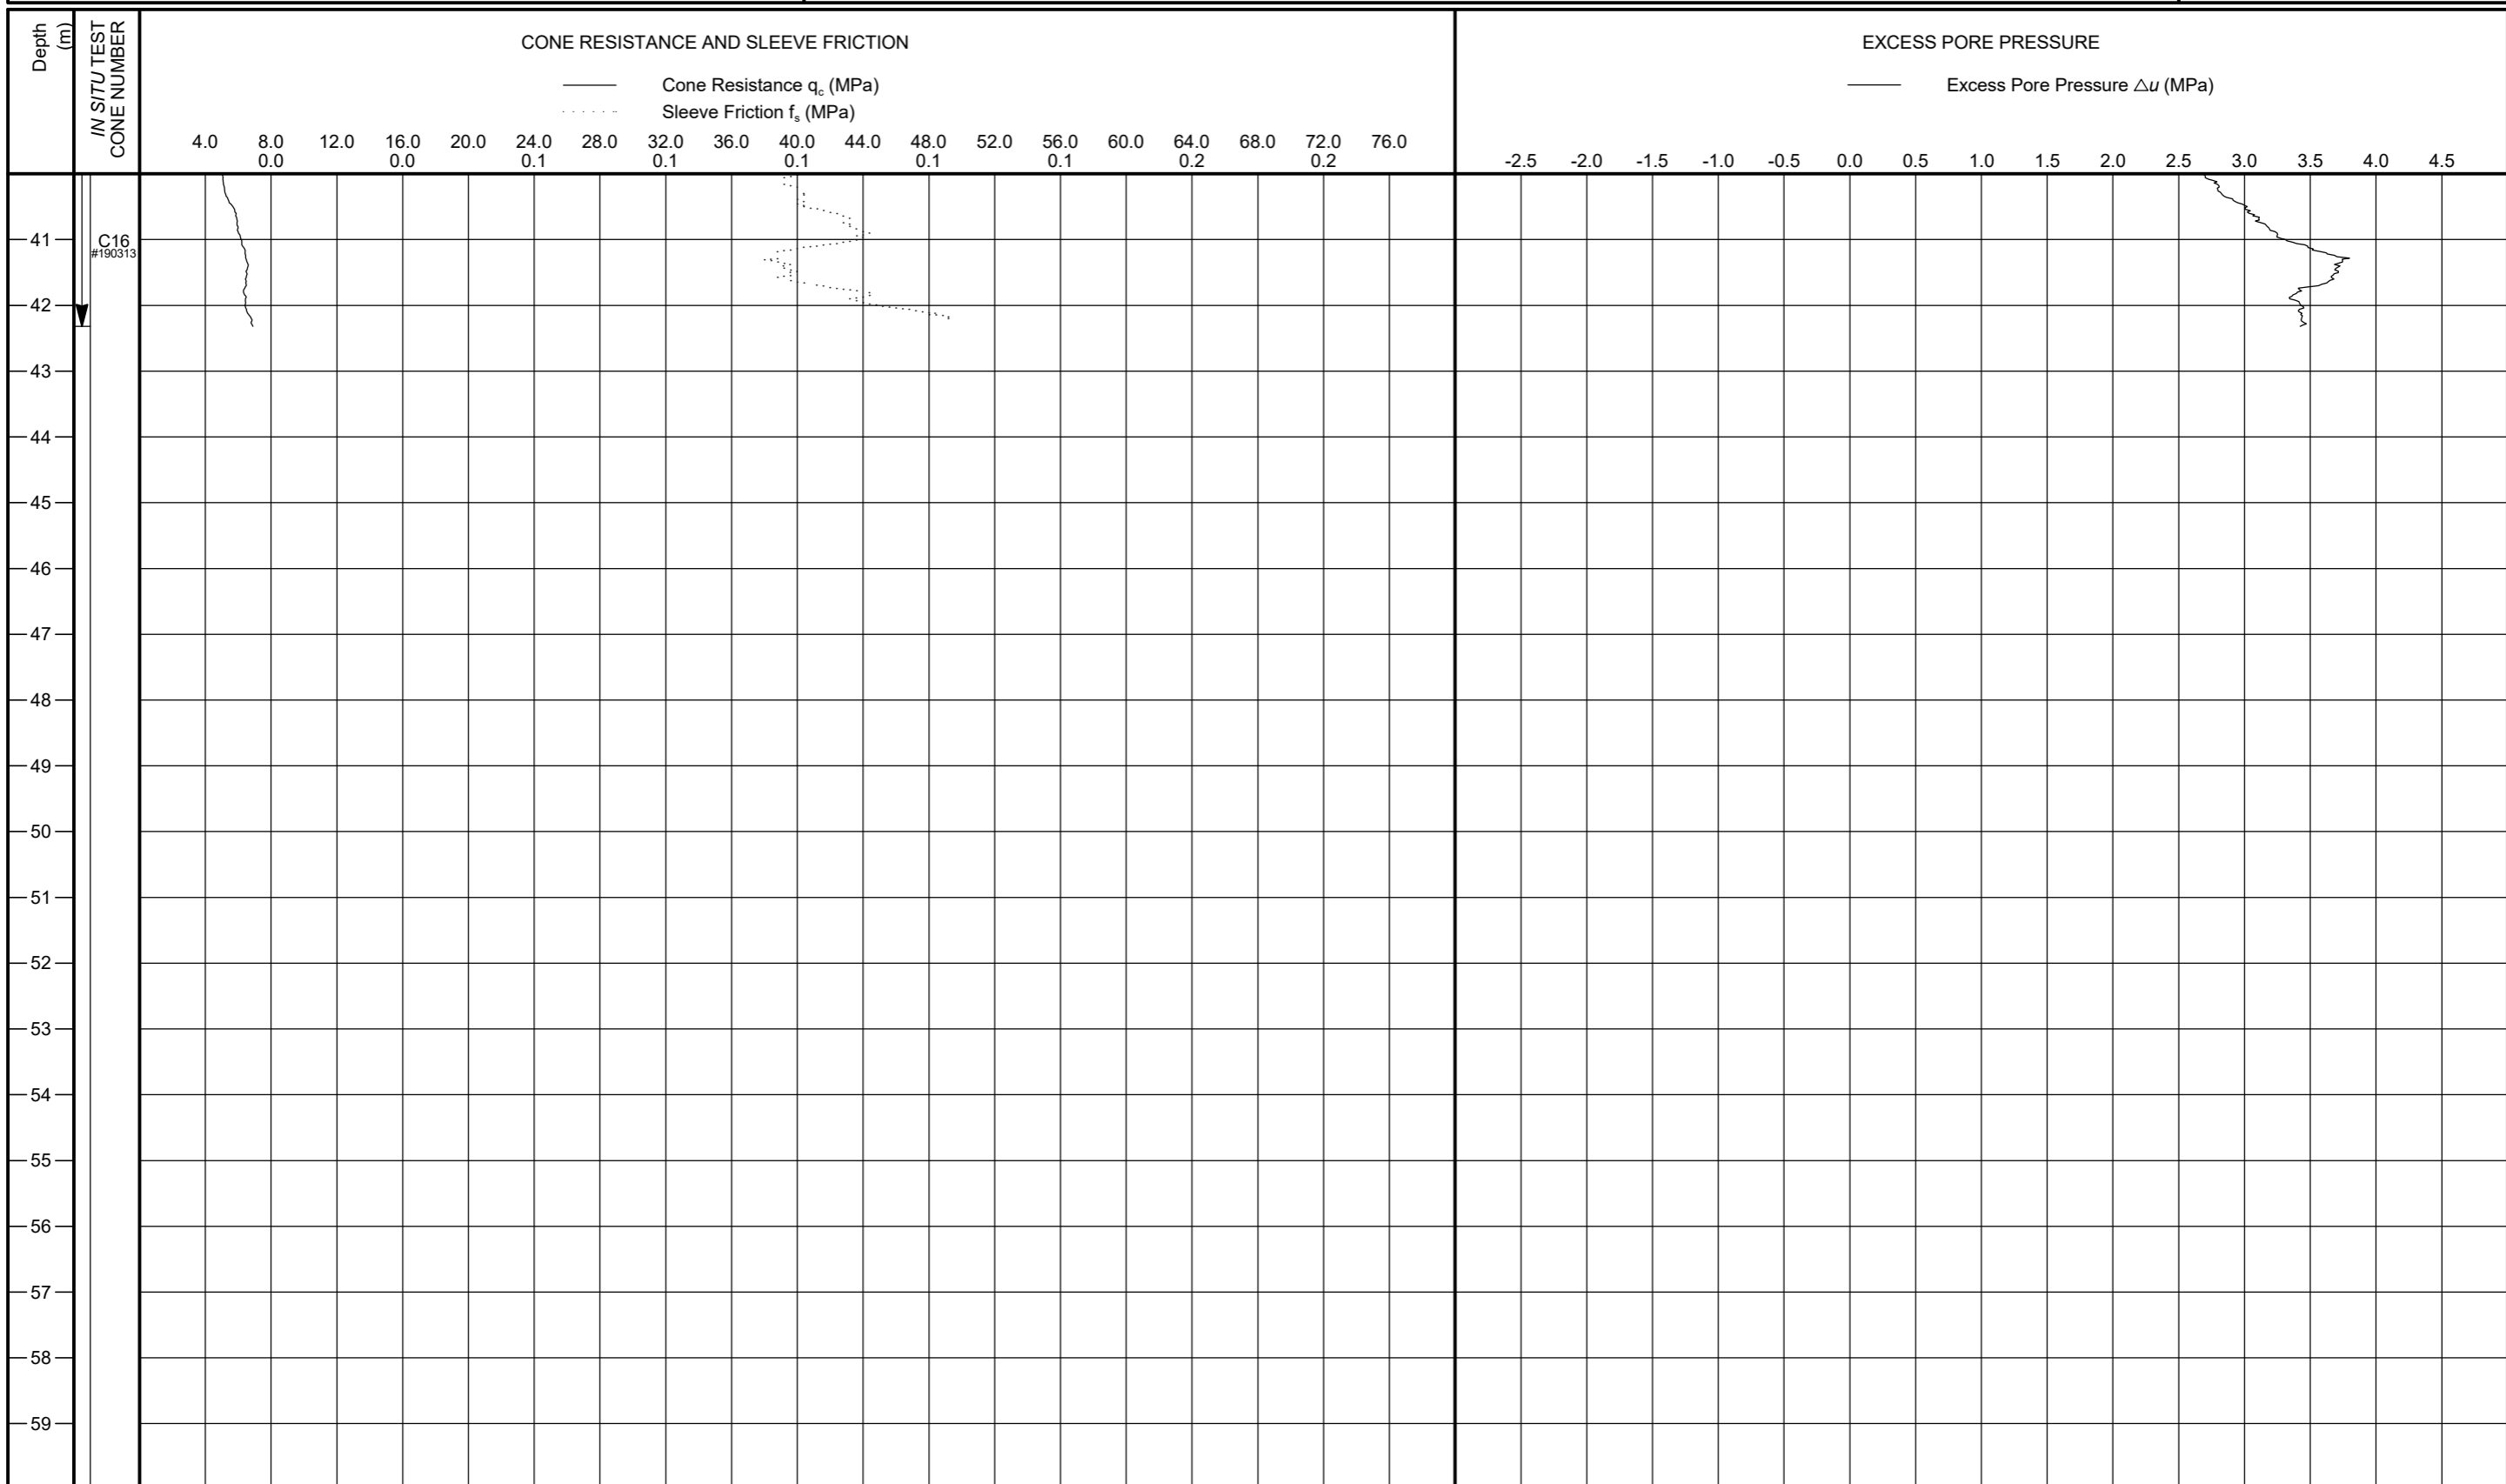 Depth
(m)
IN SITU TEST
CONE NUMBER
CONE RESISTANCE AND SLEEVE FRICTION
Cone Resistance qc (MPa)
Sleeve Friction fs (MPa)
4.0 8.0 12.0 16.0 20.0 24.0 28.0 32.0 36.0 40.0 44.0 48.0 52.0 56.0 60.0 64.0 68.0 72.0 76.0
0.0 0.0 0.1 0.1 0.1 0.1 0.1 0.2 0.2
EXCESS PORE PRESSURE
Excess Pore Pressure △u (MPa)
-2.5 -2.0 -1.5 -1.0 -0.5 0.0 0.5 1.0 1.5 2.0 2.5 3.0 3.5 4.0 4.5
41
C16
#190313
42
43
44
45
46
47
48
49
50
51
52
53
54
55
56
57
58
59